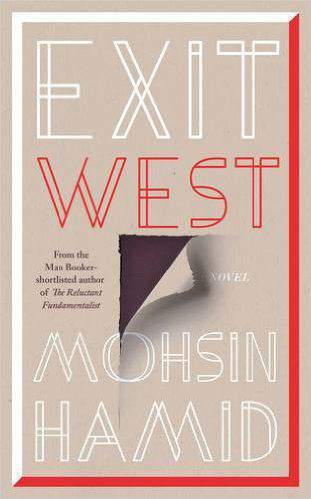 EXIT
WEST
From the
Man Booker-
shortlisted author
of The Reluctant
Fundamentalist
A NOVEL
MOHSIN
HAMID